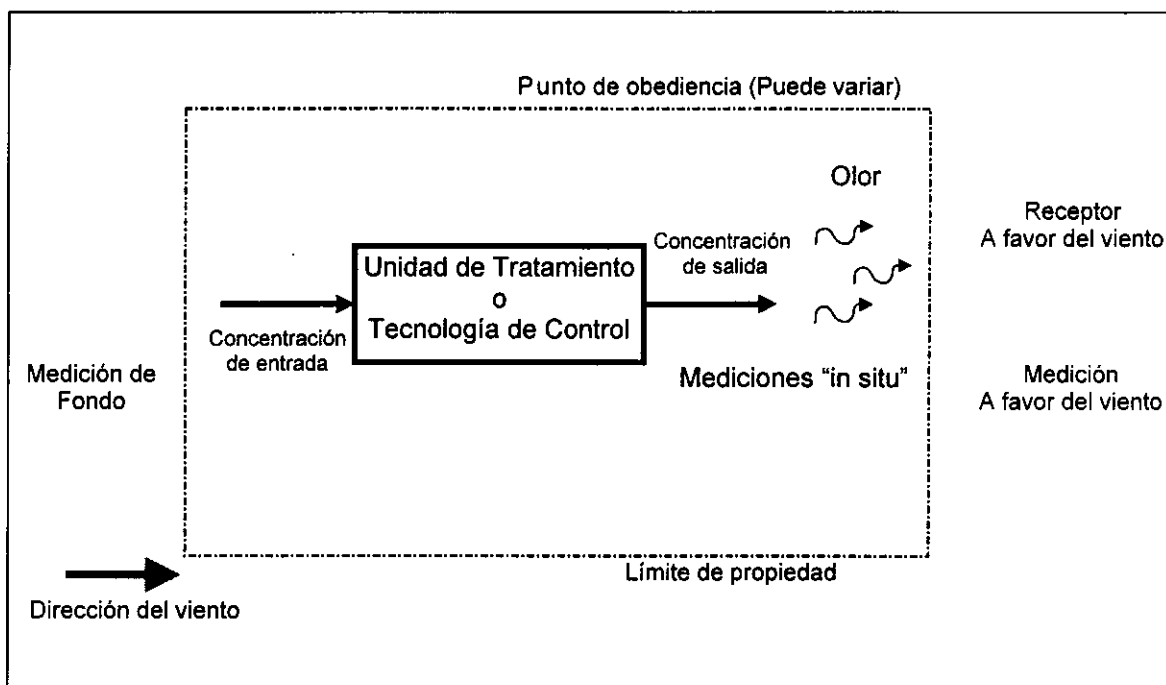 Punto de obediencia (Puede variar)
Olor
Receptor
A favor del viento
Concentración
de salida
Unidad de Tratamiento
o
Tecnología de Control
Concentración
de entrada
Medición de
Fondo
Mediciones "in situ"
Medición
A favor del viento
Límite de propiedad
Dirección del viento